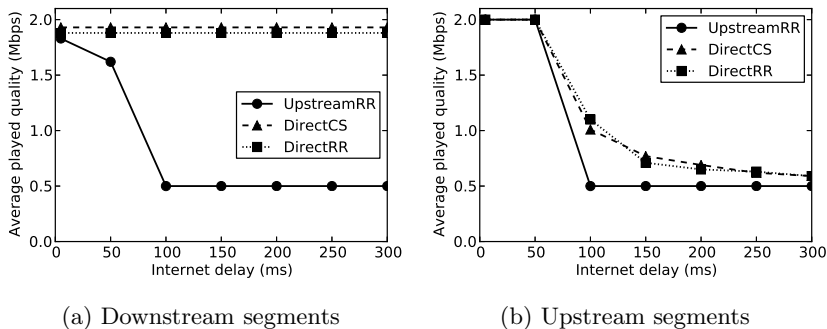 Average played quality (Mbps)
2.0
1.5
1.0
0.5
0.0
UpstreamRR
DirectCS
DirectRR
0 50 100 150 200 250 300
Internet delay (ms)
(a) Downstream segments
Average played quality (Mbps)
2.0
1.5
1.0
0.5
0.0
UpstreamRR
DirectCS
DirectRR
0 50 100 150 200 250 300
Internet delay (ms)
(b) Upstream segments